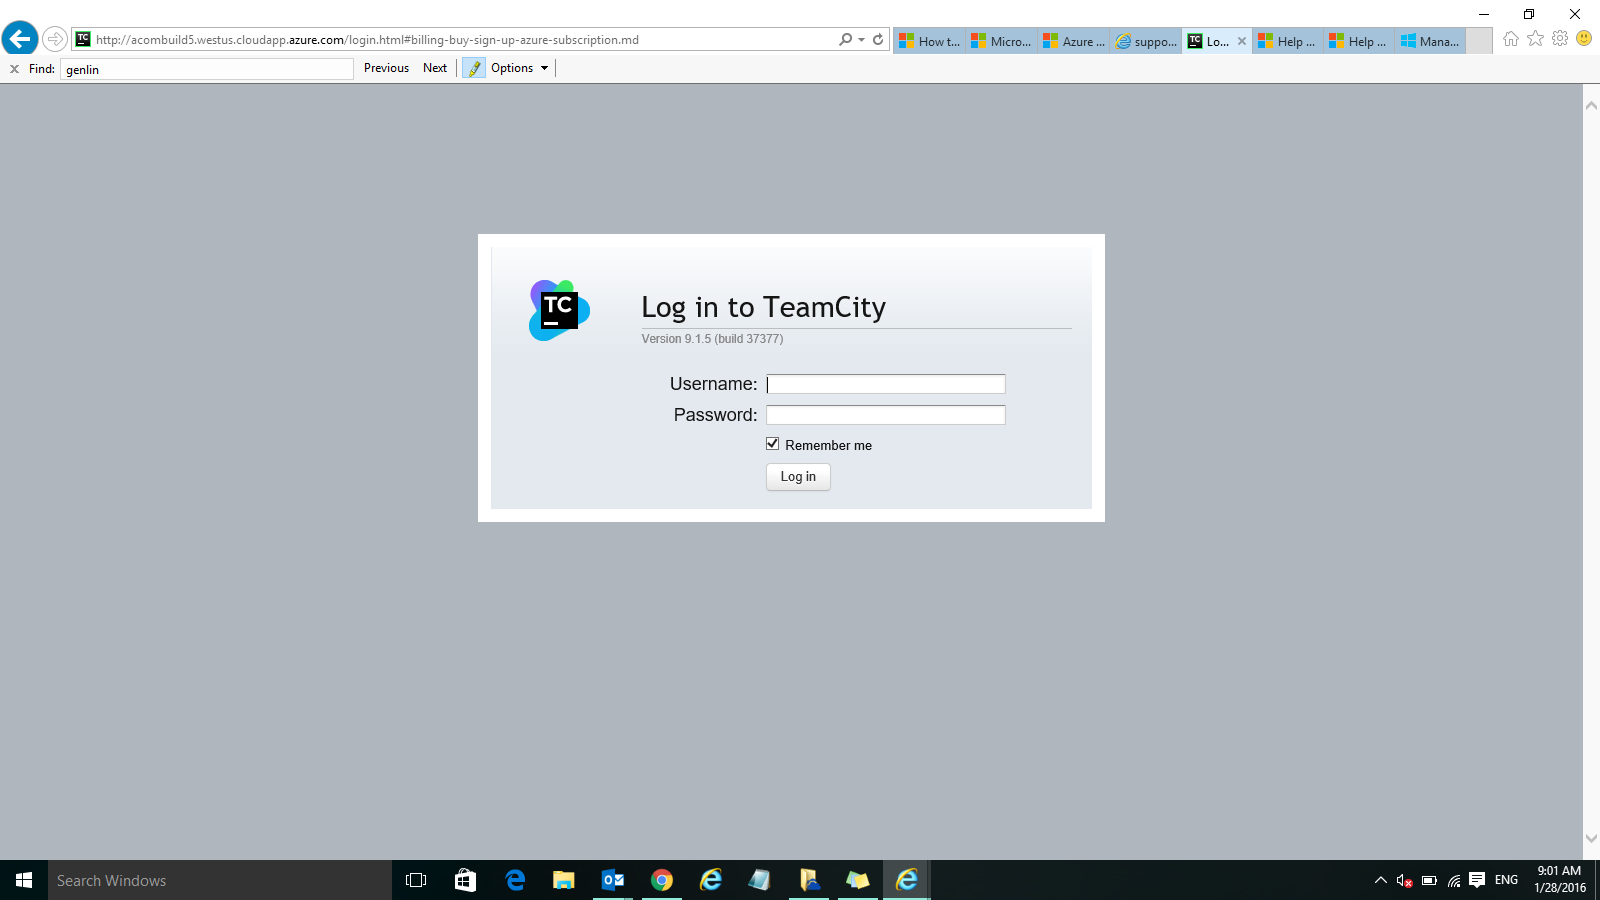 http://acombuild5.westus.cloudapp.azure.com/login.html#billing-buy-sign-up-azure-subscription.md
How t...
Micro...
Azure ...
suppo...
TC
Lo...
Help ...
Help ...
Mana...
Find: genlin Previous Next Options
TC
Log in to TeamCity
Version 9.1.5 (build 37377)
Username:
Password:
Remember me
Log in
Search Windows
ENG
9:01 AM
1/28/2016